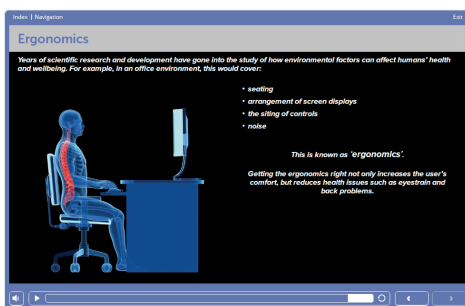 Index | Navigation
Exit
Ergonomics
Years of scientific research and development have gone into the study of how environmental factors can affect humans' health
and wellbeing. For example, in an office environment, this would cover:
• seating
• arrangement of screen displays
• the siting of controls
• noise
This is known as 'ergonomics'.
Getting the ergonomics right not only increases the user's
comfort, but reduces health issues such as eyestrain and
back problems.